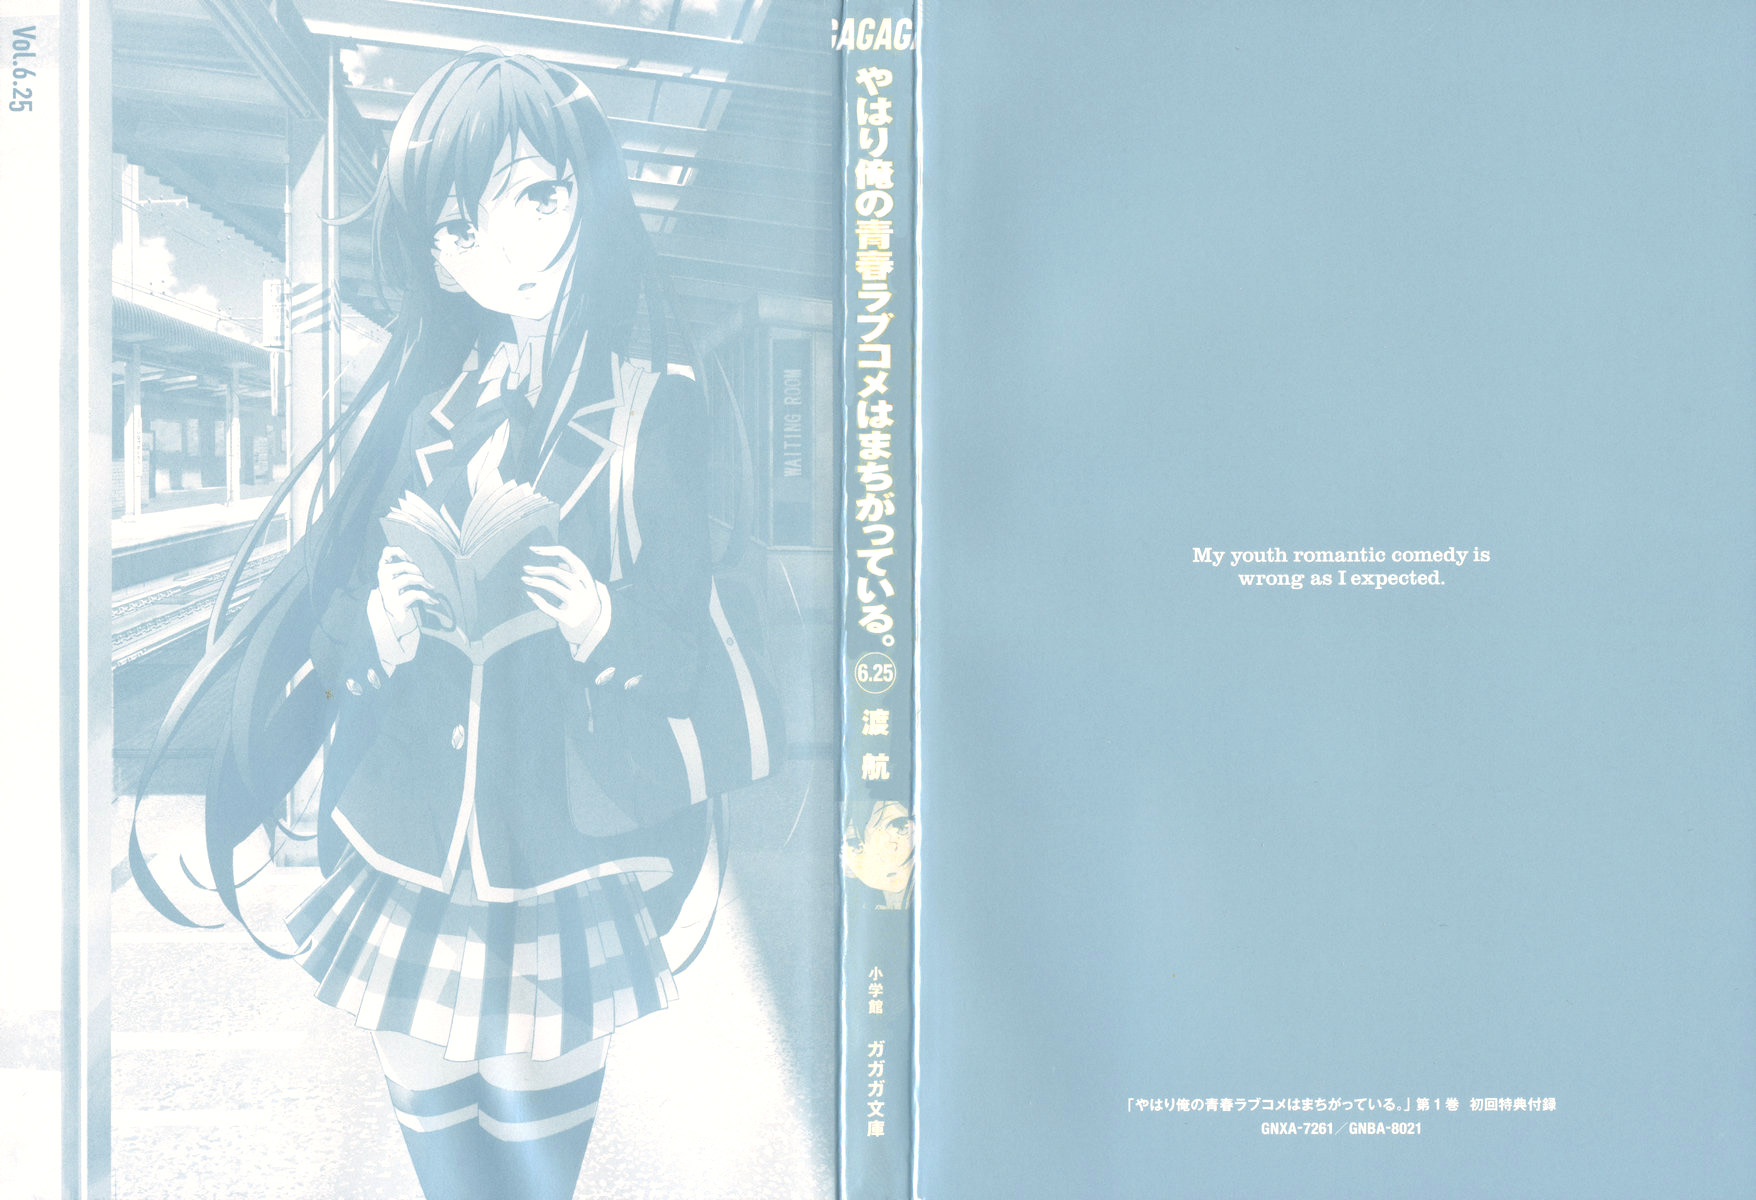 Vol.6.25
WAITING ROOM
GAGAGA
やはり俺の青春ラブコメはまちがっている。
6.25
渡 航
小学館 ガガガ文庫
My youth romantic comedy is
wrong as I expected.
「やはり俺の青春ラブコメはまちがっている。」第1巻 初回特典付録
GNXA-7261／GNBA-8021